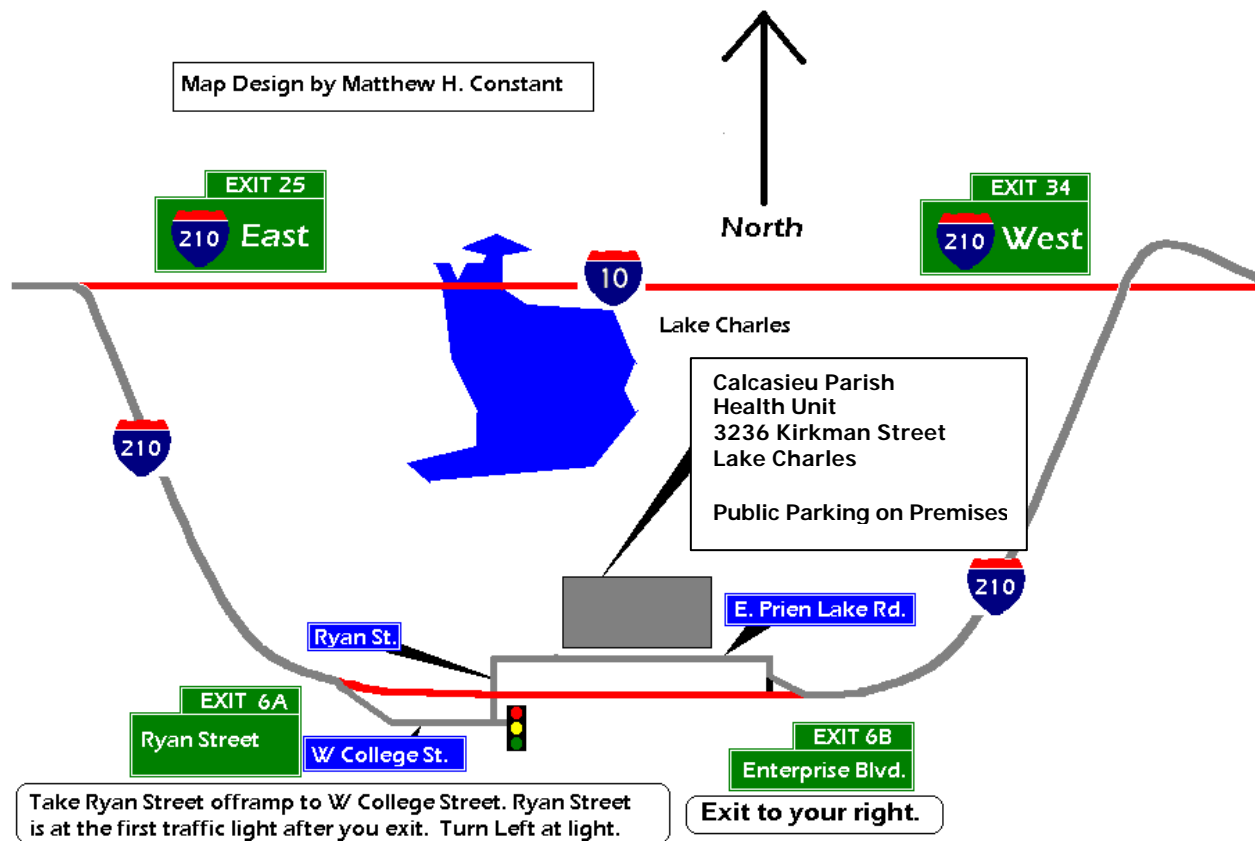 Map Design by Matthew H. Constant
EXIT 25
210 East
North
EXIT 34
210 West
10
Lake Charles
Calcasieu Parish
Health Unit
3236 Kirkman Street
Lake Charles
Public Parking on Premises
210
210
E. Prien Lake Rd.
Ryan St.
EXIT 6A
Ryan Street
W College St.
EXIT 6B
Enterprise Blvd.
Take Ryan Street offramp to W College Street. Ryan Street
is at the first traffic light after you exit. Turn Left at light.
Exit to your right.